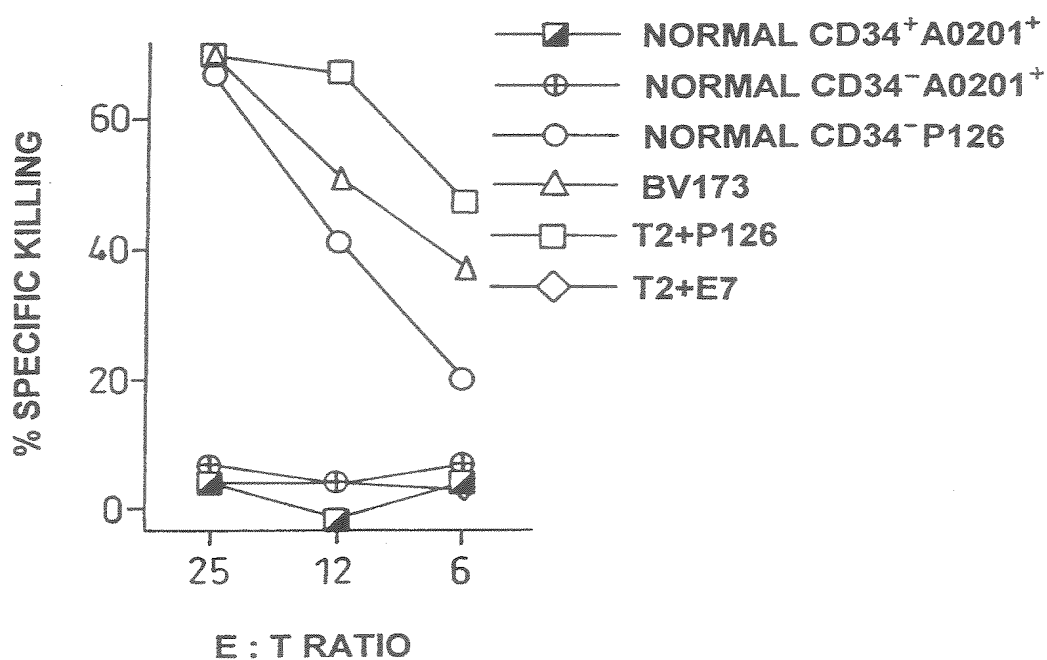 NORMAL CD34⁺A0201⁺
NORMAL CD34⁻A0201⁺
NORMAL CD34⁻P126
BV173
T2+P126
T2+E7
% SPECIFIC KILLING
60
40
20
0
25 12 6
E : T RATIO